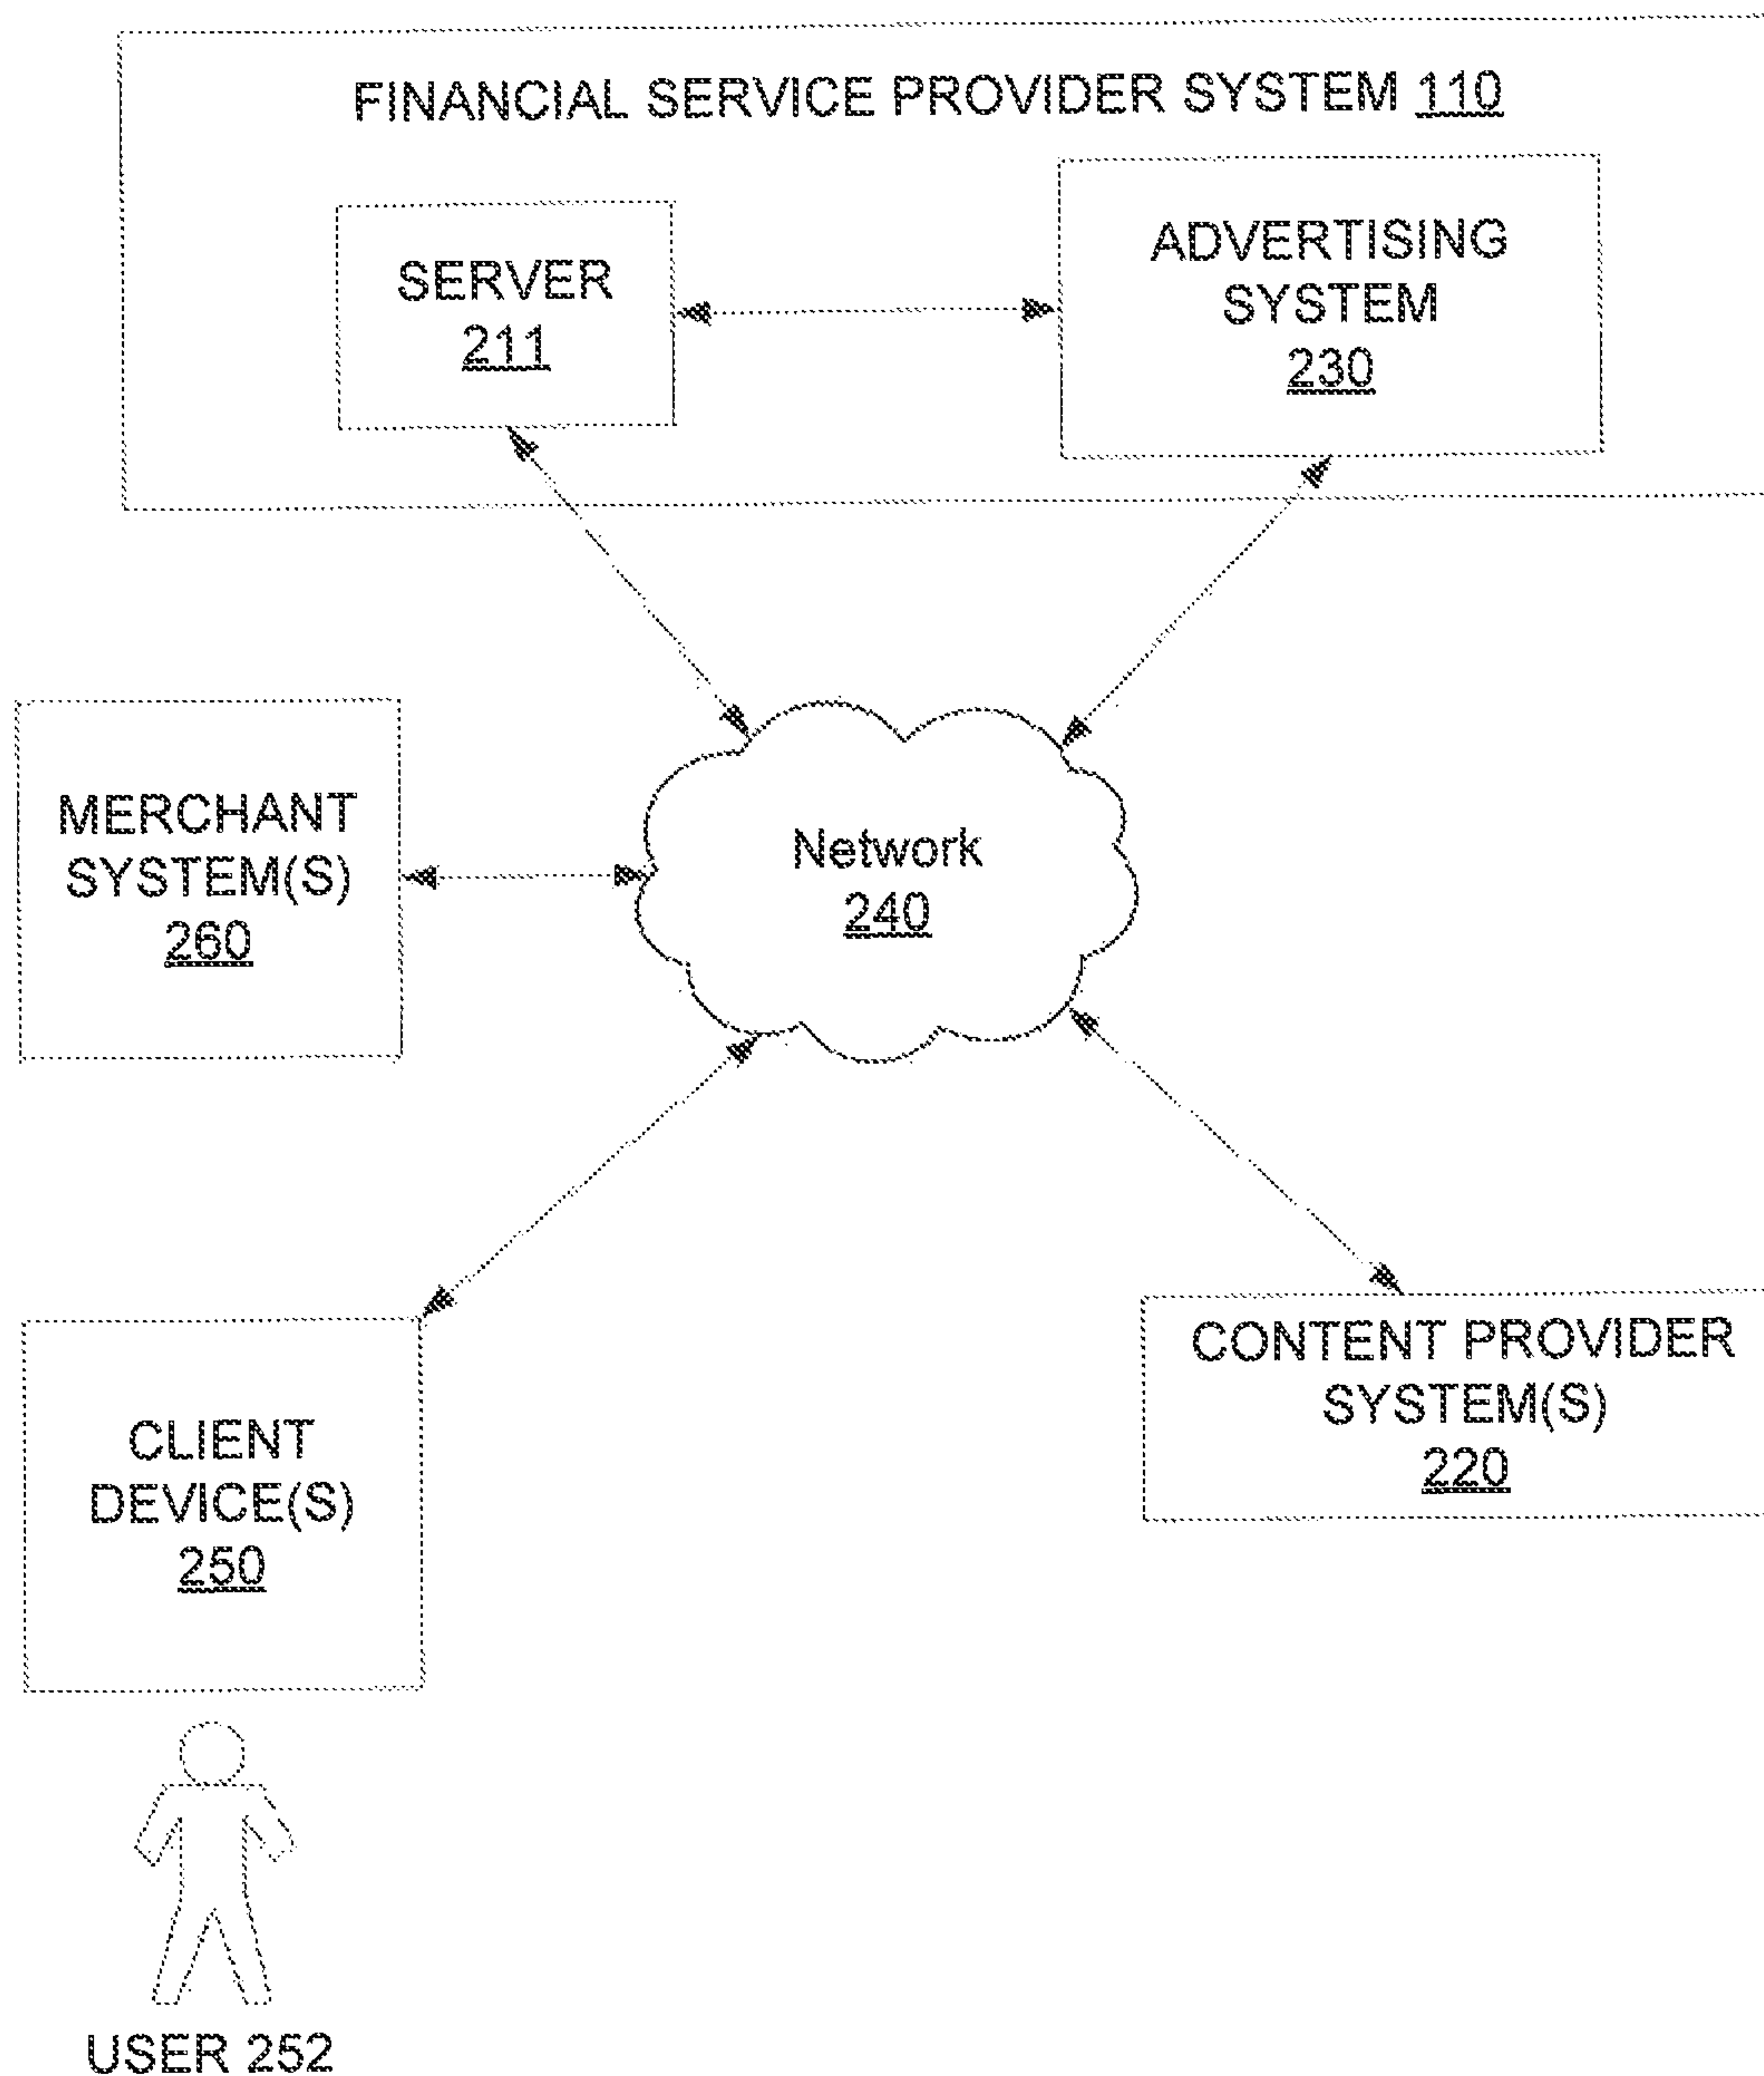 FINANCIAL SERVICE PROVIDER SYSTEM 110
SERVER
211
ADVERTISING
SYSTEM
230
MERCHANT
SYSTEM(S)
260
Network
240
CLIENT
DEVICE(S)
250
CONTENT PROVIDER
SYSTEM(S)
220
USER 252